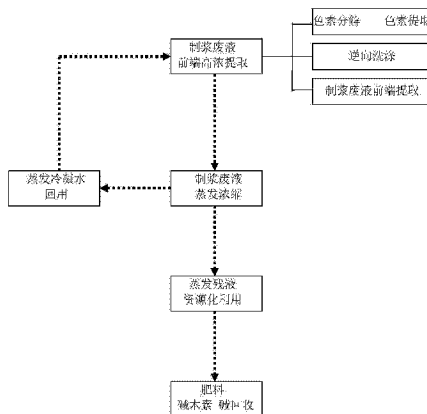 制浆废液
前端高浓提取
色素分解 色素提取
逆向洗涤
制浆废液前端提取
蒸发冷凝水
回用
制浆废液
蒸发浓缩
蒸发残液
资源化利用
肥料
碱木素 碱回收